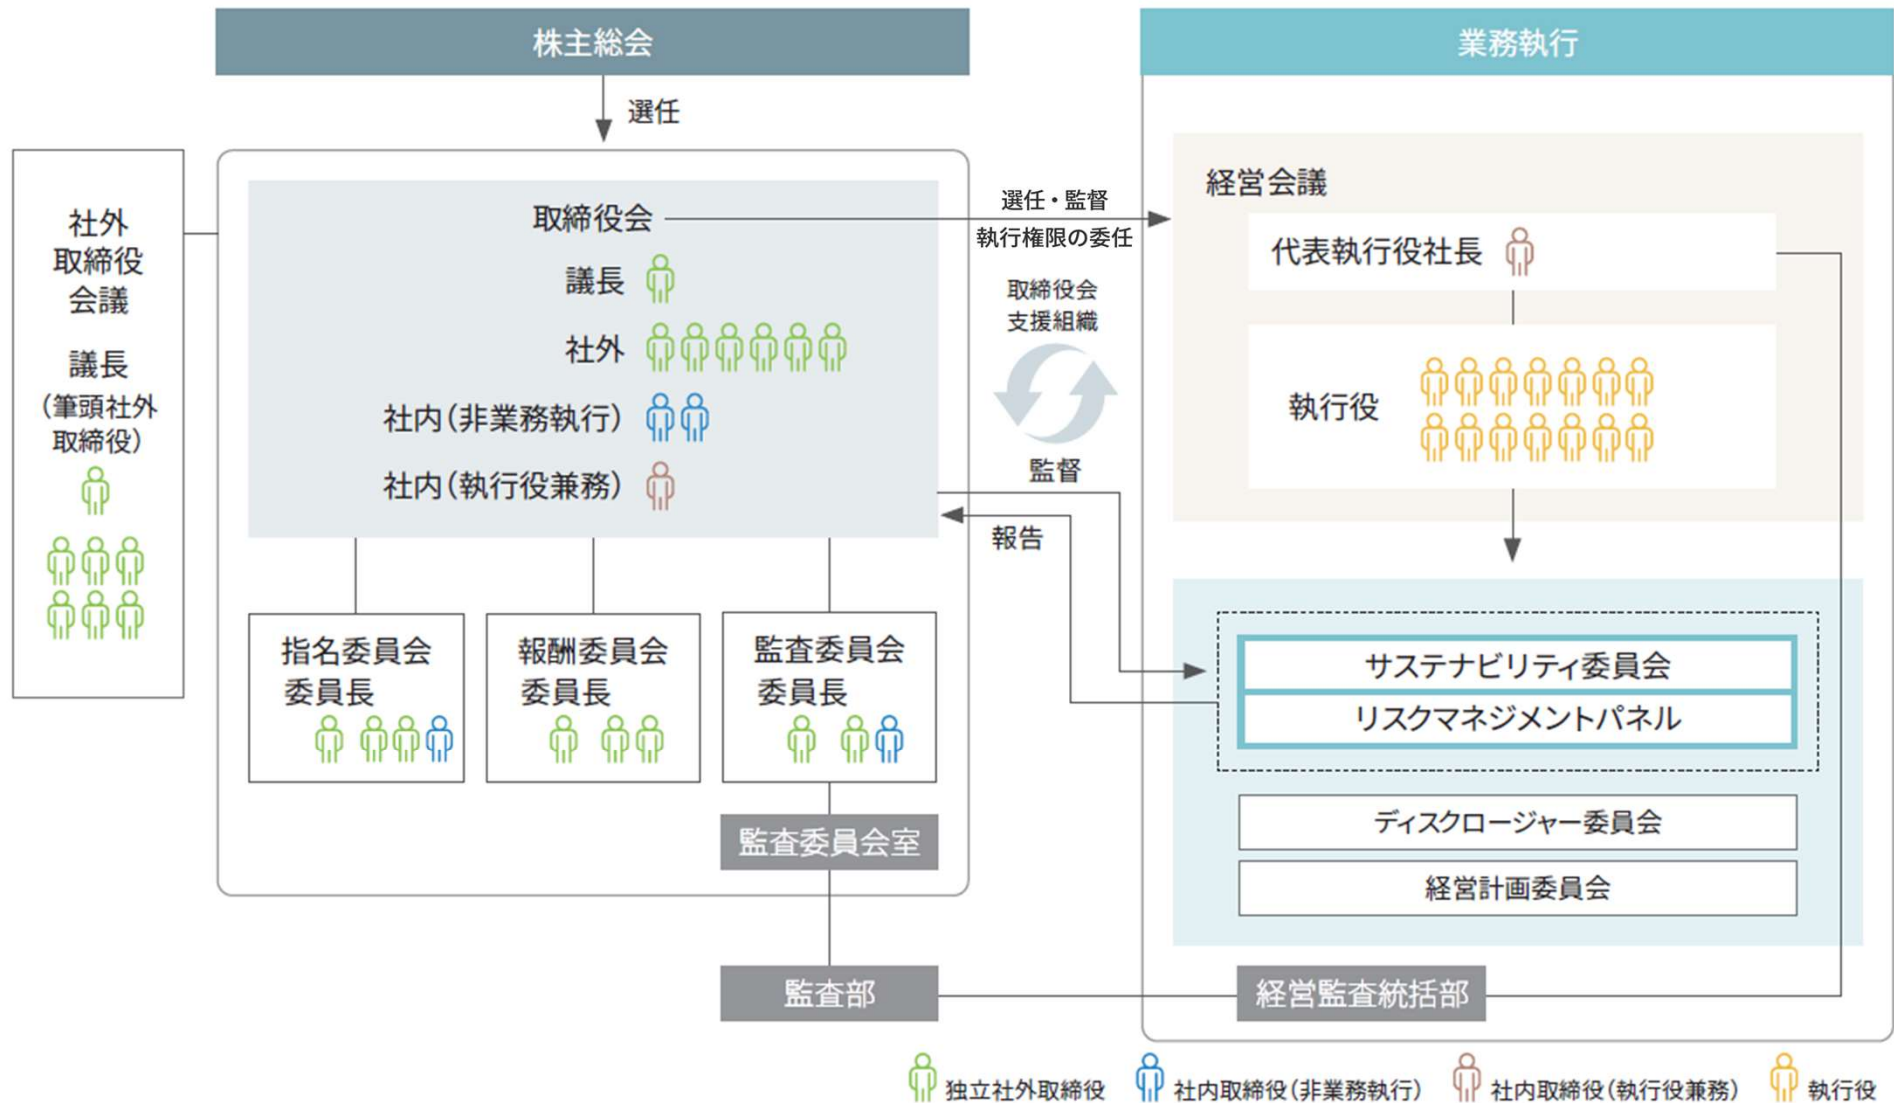 株主総会
選任
社外
取締役
会議
議長
(筆頭社外
取締役)
取締役会
議長
社外
社内(非業務執行)
社内(執行役兼務)
指名委員会
委員長
報酬委員会
委員長
監査委員会
委員長
監査委員会室
監査部
選任・監督
執行権限の委任
取締役会
支援組織
監督
報告
業務執行
経営会議
代表執行役社長
執行役
サステナビリティ委員会
リスクマネジメントパネル
ディスクロージャー委員会
経営計画委員会
経営監査統括部
独立社外取締役
社内取締役(非業務執行)
社内取締役(執行役兼務)
執行役